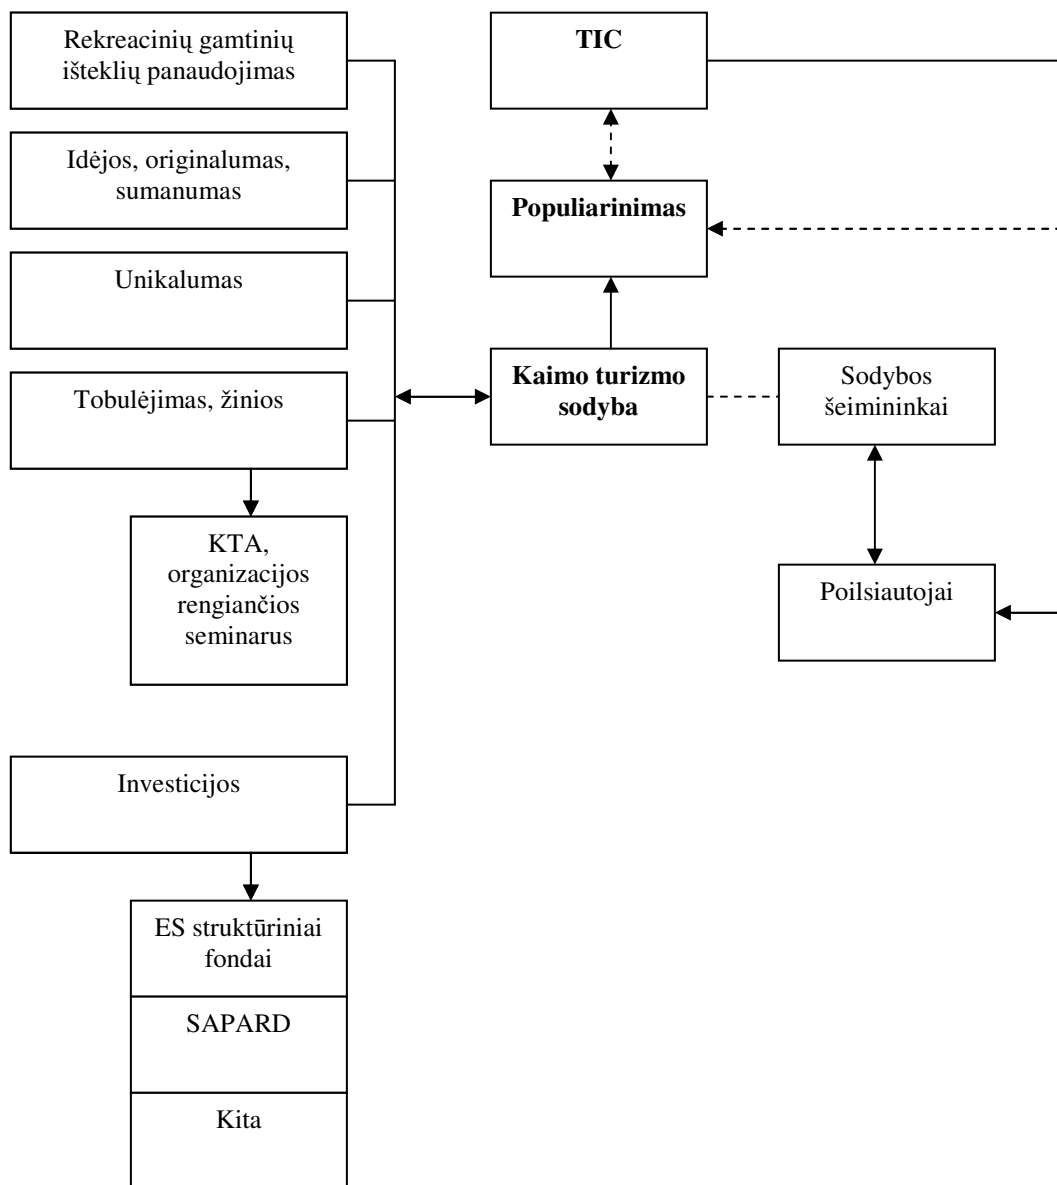 Rekreacinių gamtinių
išteklių panaudojimas
Idėjos, originalumas,
sumanumas
Unikalumas
Tobulėjimas, žinios
KTA,
organizacijos
rengiančios
seminarus
Investicijos
ES struktūriniai
fondai
SAPARD
Kita
TIC
Populiarinimas
Kaimo turizmo
sodyba
Sodybos
šeimininkai
Poilsiautojai